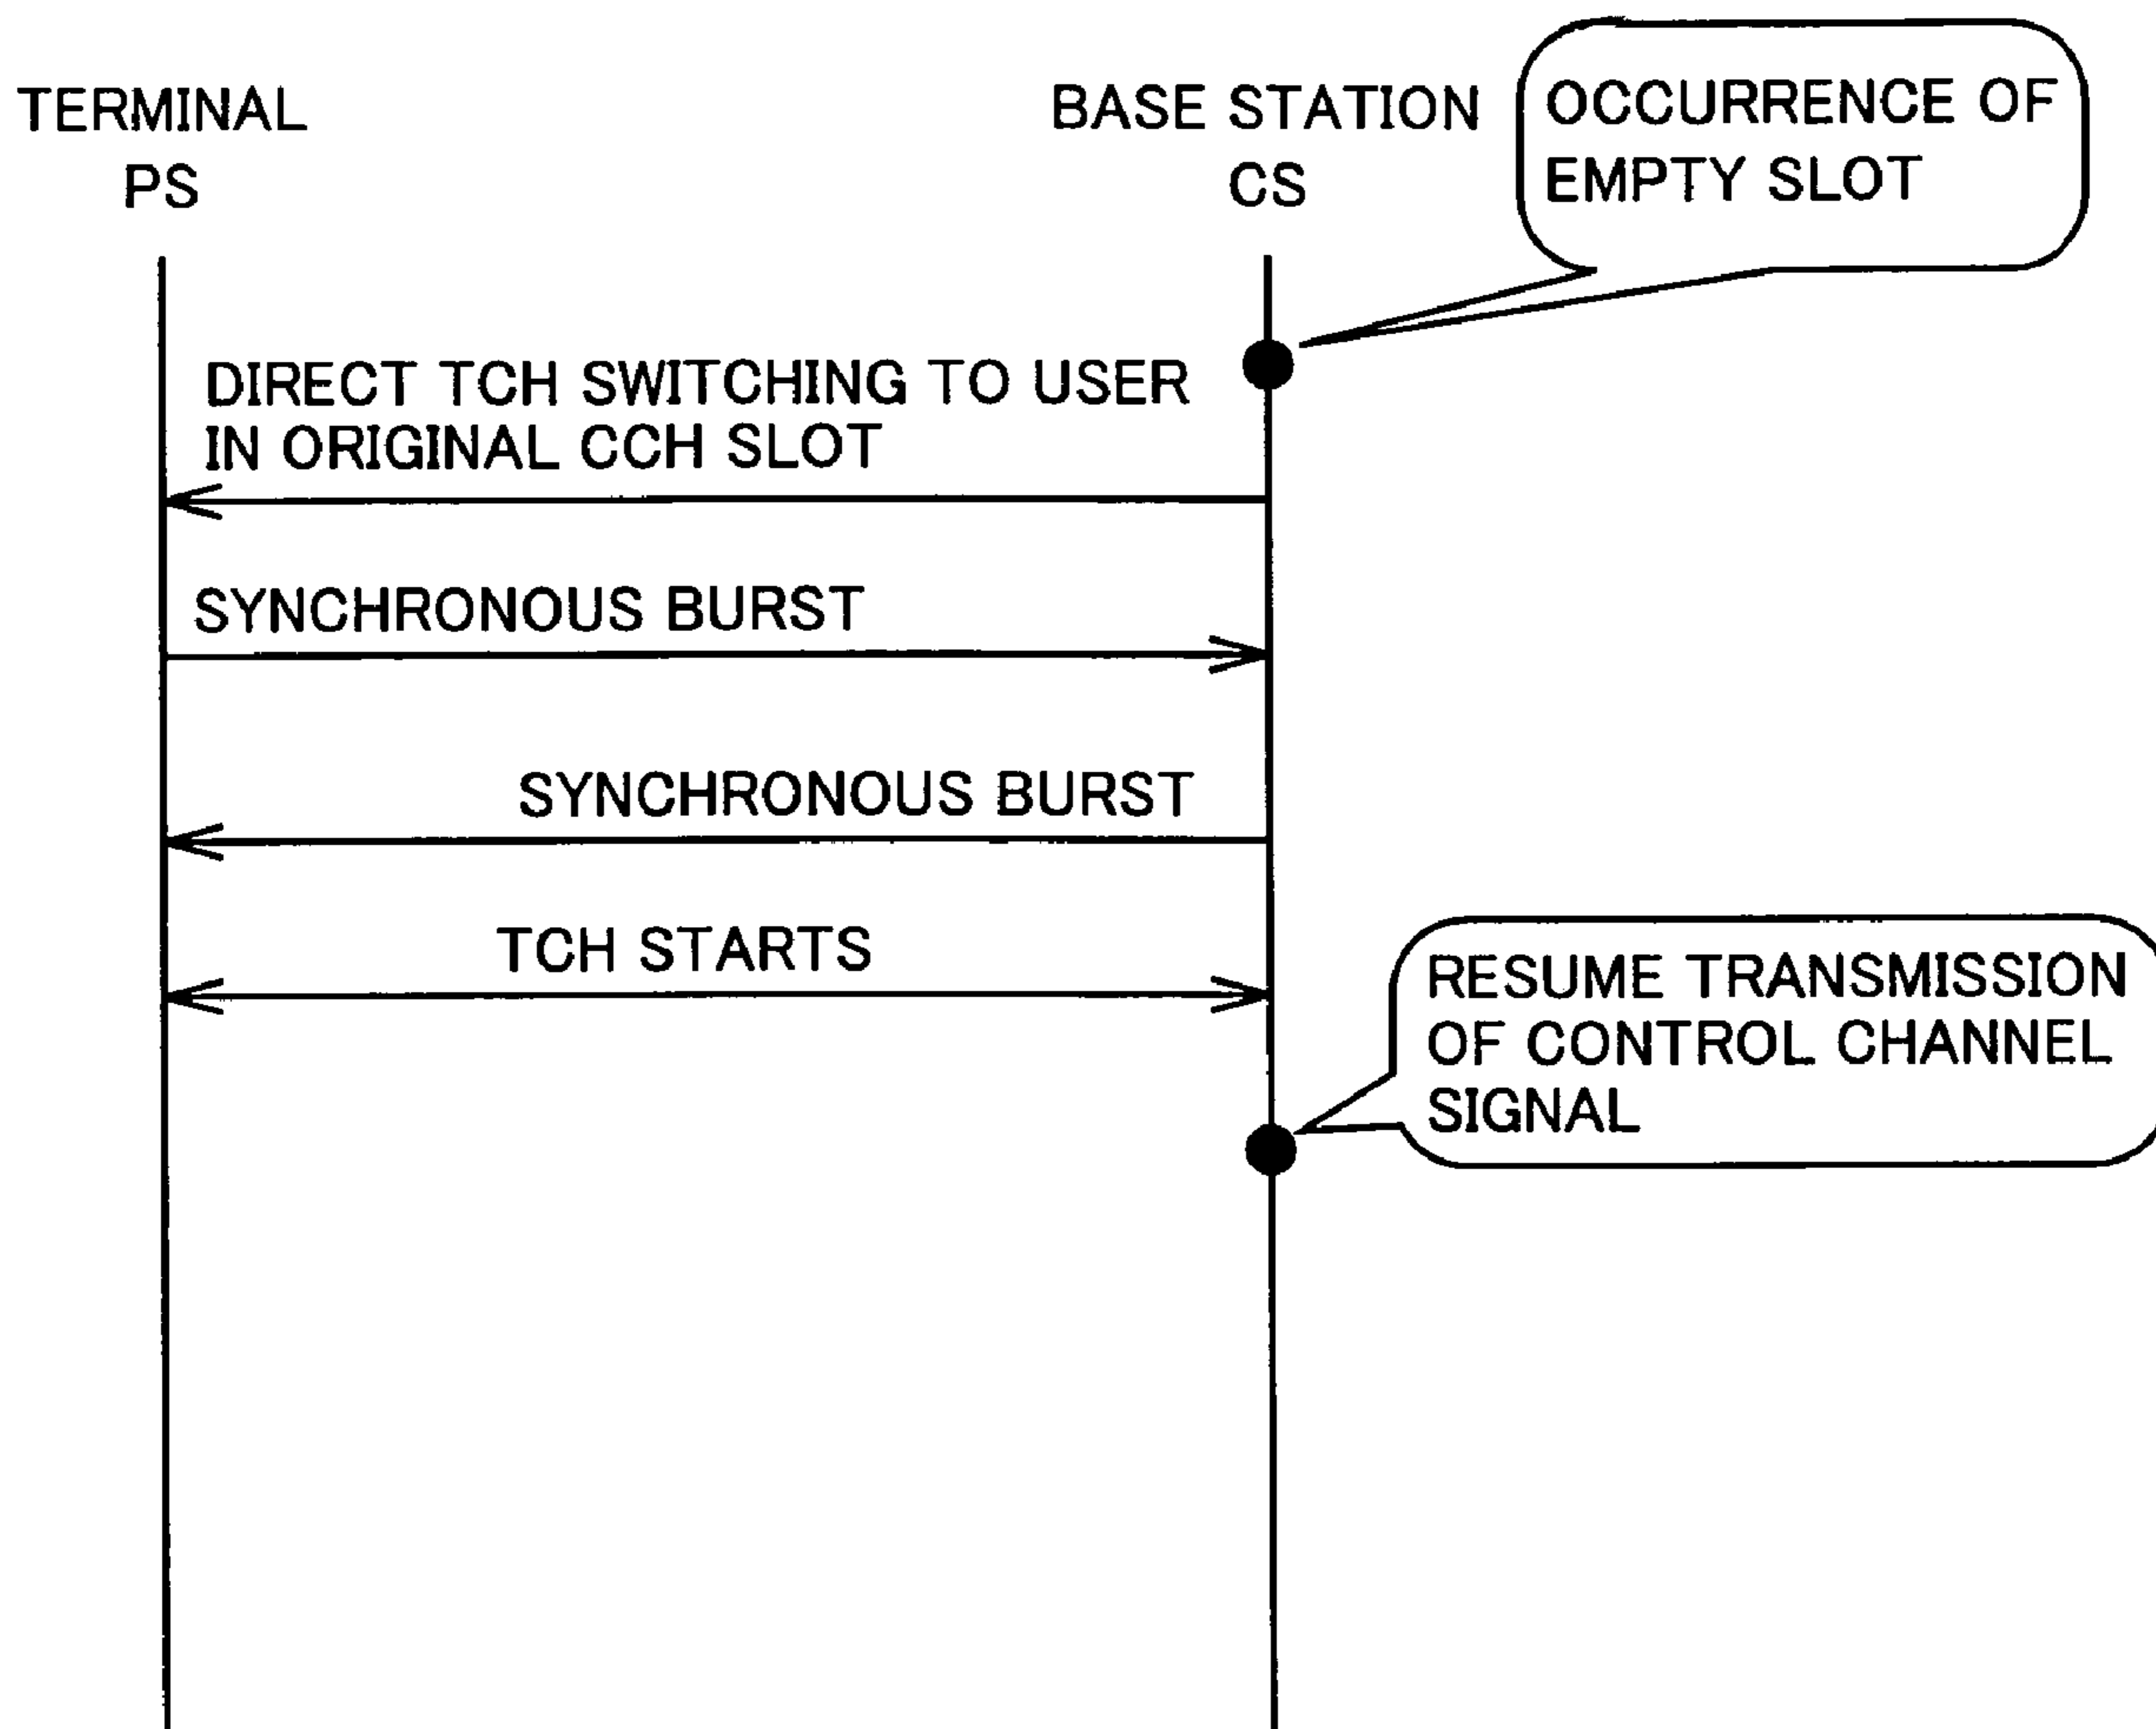 TERMINAL
PS
BASE STATION
CS
OCCURRENCE OF
EMPTY SLOT
DIRECT TCH SWITCHING TO USER
IN ORIGINAL CCH SLOT
SYNCHRONOUS BURST
SYNCHRONOUS BURST
TCH STARTS
RESUME TRANSMISSION
OF CONTROL CHANNEL
SIGNAL